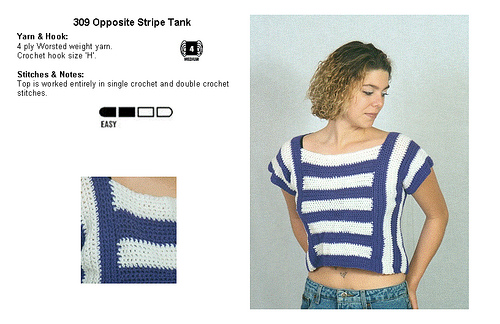 309 Opposite Stripe Tank
Yarn & Hook:
4 ply Worsted weight yarn.
Crochet hook size 'H'.
4
MEDIUM
Stitches & Notes:
Top is worked entirely in single crochet and double crochet
stitches.
EASY